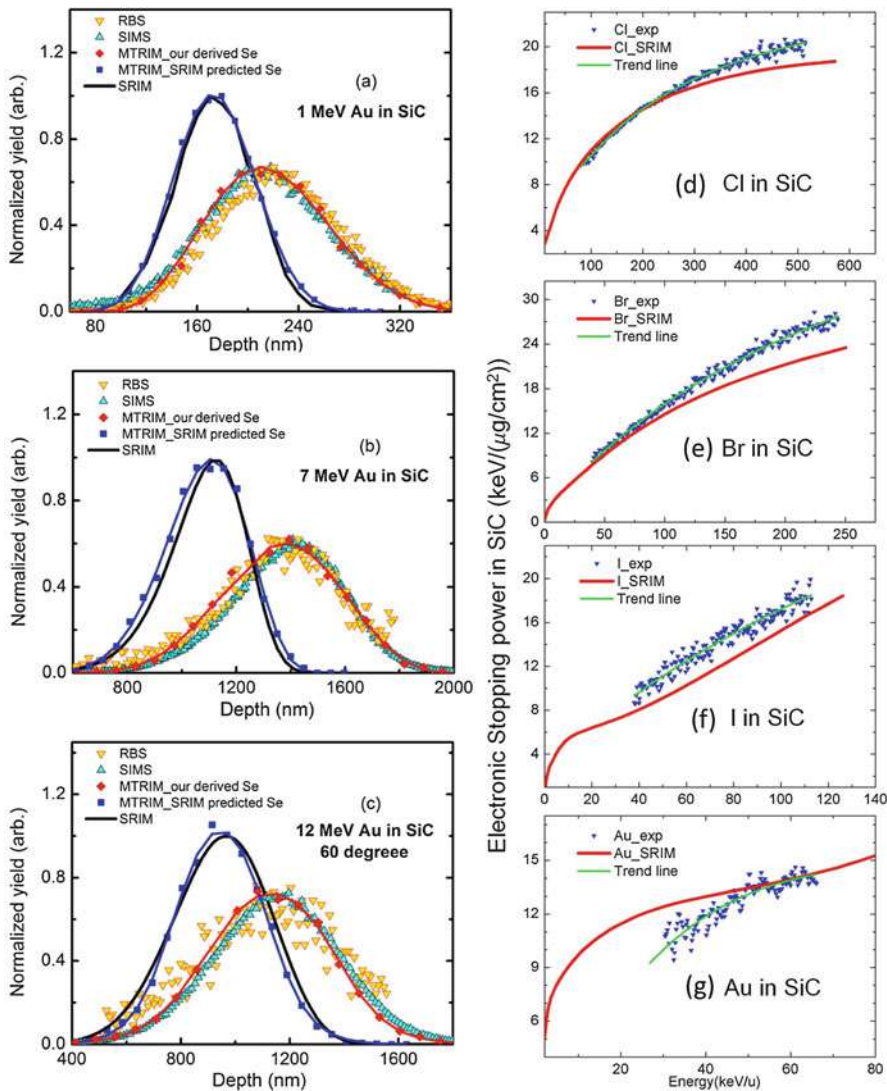 RBS
SIMS
MTRIM_our derived Se
MTRIM_SRIM predicted Se
SRIM
(a)
1 MeV Au in SiC
Normalized yield (arb.)
1.2
0.8
0.4
0.0
80
160
240
320
Depth (nm)
RBS
SIMS
MTRIM_our derived Se
MTRIM_SRIM predicted Se
SRIM
(b)
7 MeV Au in SiC
Normalized yield (arb.)
1.2
0.8
0.4
0.0
800
1200
1600
2000
Depth (nm)
RBS
SIMS
MTRIM_our derived Se
MTRIM_SRIM predicted Se
SRIM
(c)
12 MeV Au in SiC
60 degreee
Normalized yield (arb.)
1.2
0.8
0.4
0.0
400
800
1200
1600
Depth (nm)
Electronic Stopping power in SiC (keV/(μg/cm²))
Cl_exp
Cl_SRIM
Trend line
(d) Cl in SiC
20
16
12
8
4
100
200
300
400
500
600
Br_exp
Br_SRIM
Trend line
(e) Br in SiC
28
24
18
13
8
3
0
50
100
150
200
250
I_exp
I_SRIM
Trend line
(f) I in SiC
20
16
12
8
4
0
20
40
60
80
100
120
140
Au_exp
Au_SRIM
Trend line
(g) Au in SiC
14
11
9
6
4
20
40
60
80
Energy(keV/u)